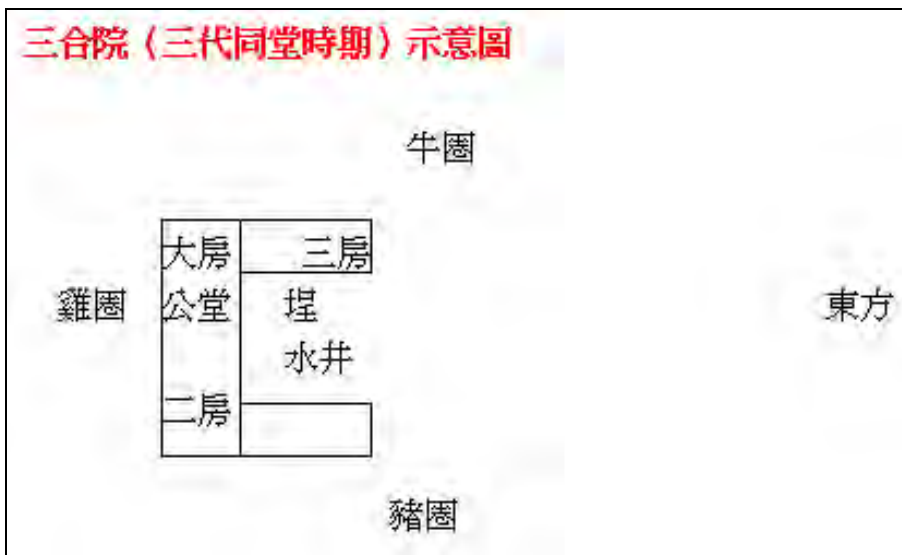 三合院（三代同堂時期）示意圖
牛圈
大房 三房
雞圈 公堂 埕 東方
水井
二房
豬圈